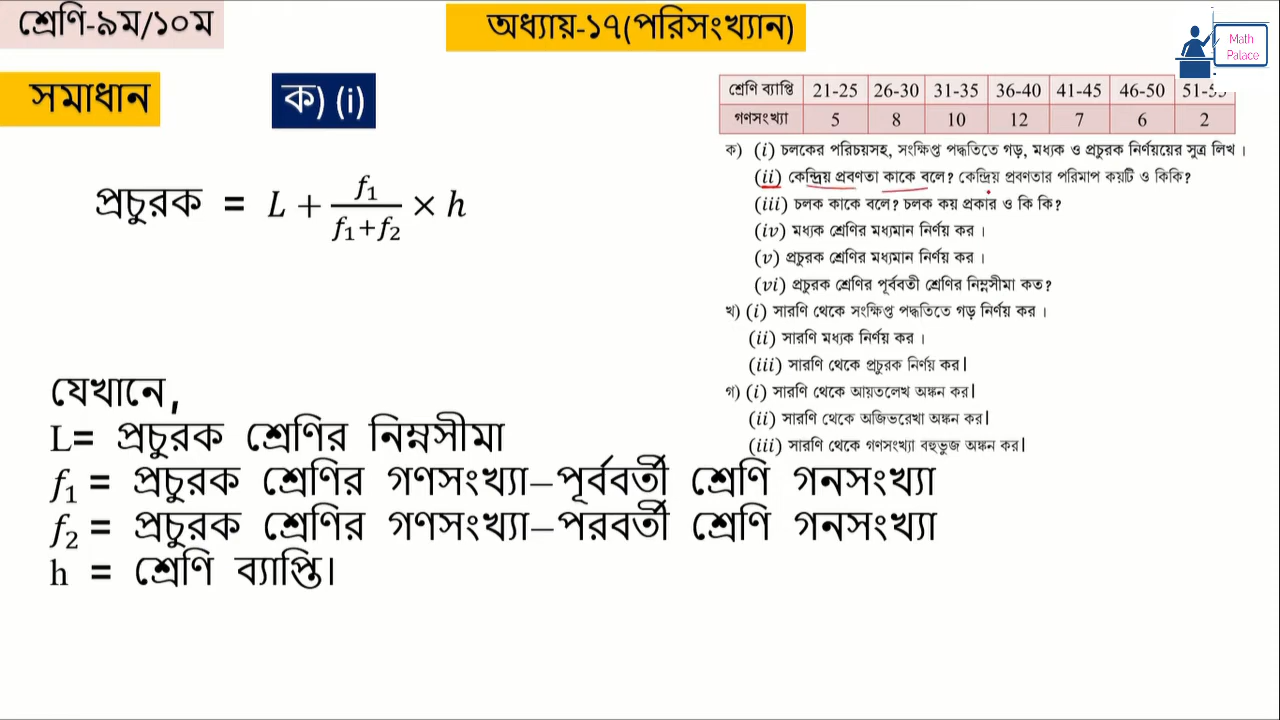 শ্রেণি-৯ম/১০ম
অধ্যায়-১৭(পরিসংখ্যান)
Math
Palace
সমাধান
ক) (i)
প্রচুরক = L + f₁/(f₁+f₂) × h
যেখানে,
L= প্রচুরক শ্রেণির নিম্নসীমা
f₁ = প্রচুরক শ্রেণির গণসংখ্যা–পূর্ববর্তী শ্রেণি গনসংখ্যা
f₂ = প্রচুরক শ্রেণির গণসংখ্যা–পরবর্তী শ্রেণি গনসংখ্যা
h = শ্রেণি ব্যাপ্তি।
শ্রেণি ব্যাপ্তি 21-25 26-30 31-35 36-40 41-45 46-50 51-55
গণসংখ্যা 5 8 10 12 7 6 2
ক) (i) চলকের পরিচয়সহ, সংক্ষিপ্ত পদ্ধতিতে গড়, মধ্যক ও প্রচুরক নির্ণয়য়ের সুত্র লিখ।
(ii) কেন্দ্রিয় প্রবণতা কাকে বলে? কেন্দ্রিয় প্রবণতার পরিমাপ কয়টি ও কিকি?
(iii) চলক কাকে বলে? চলক কয় প্রকার ও কি কি?
(iv) মধ্যক শ্রেণির মধ্যমান নির্ণয় কর।
(v) প্রচুরক শ্রেণির মধ্যমান নির্ণয় কর।
(vi) প্রচুরক শ্রেণির পূর্ববতী শ্রেণির নিম্নসীমা কত?
খ) (i) সারণি থেকে সংক্ষিপ্ত পদ্ধতিতে গড় নির্ণয় কর।
(ii) সারণি মধ্যক নির্ণয় কর।
(iii) সারণি থেকে প্রচুরক নির্ণয় কর|
গ) (i) সারণি থেকে আয়তলেখ অঙ্কন কর|
(ii) সারণি থেকে অজিভরেখা অঙ্কন কর|
(iii) সারণি থেকে গণসংখ্যা বহুভুজ অঙ্কন কর|